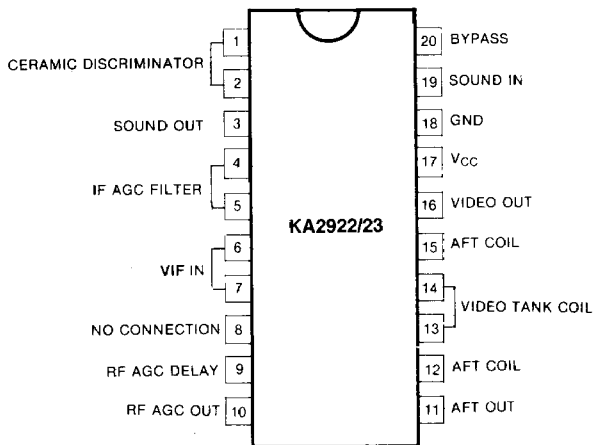 1
CERAMIC DISCRIMINATOR
2
SOUND OUT 3
4
IF AGC FILTER
5
6
VIF IN
7
NO CONNECTION 8
RF AGC DELAY 9
RF AGC OUT 10
KA2922/23
20 BYPASS
19 SOUND IN
18 GND
17 VCC
16 VIDEO OUT
15 AFT COIL
14
VIDEO TANK COIL
13
12 AFT COIL
11 AFT OUT